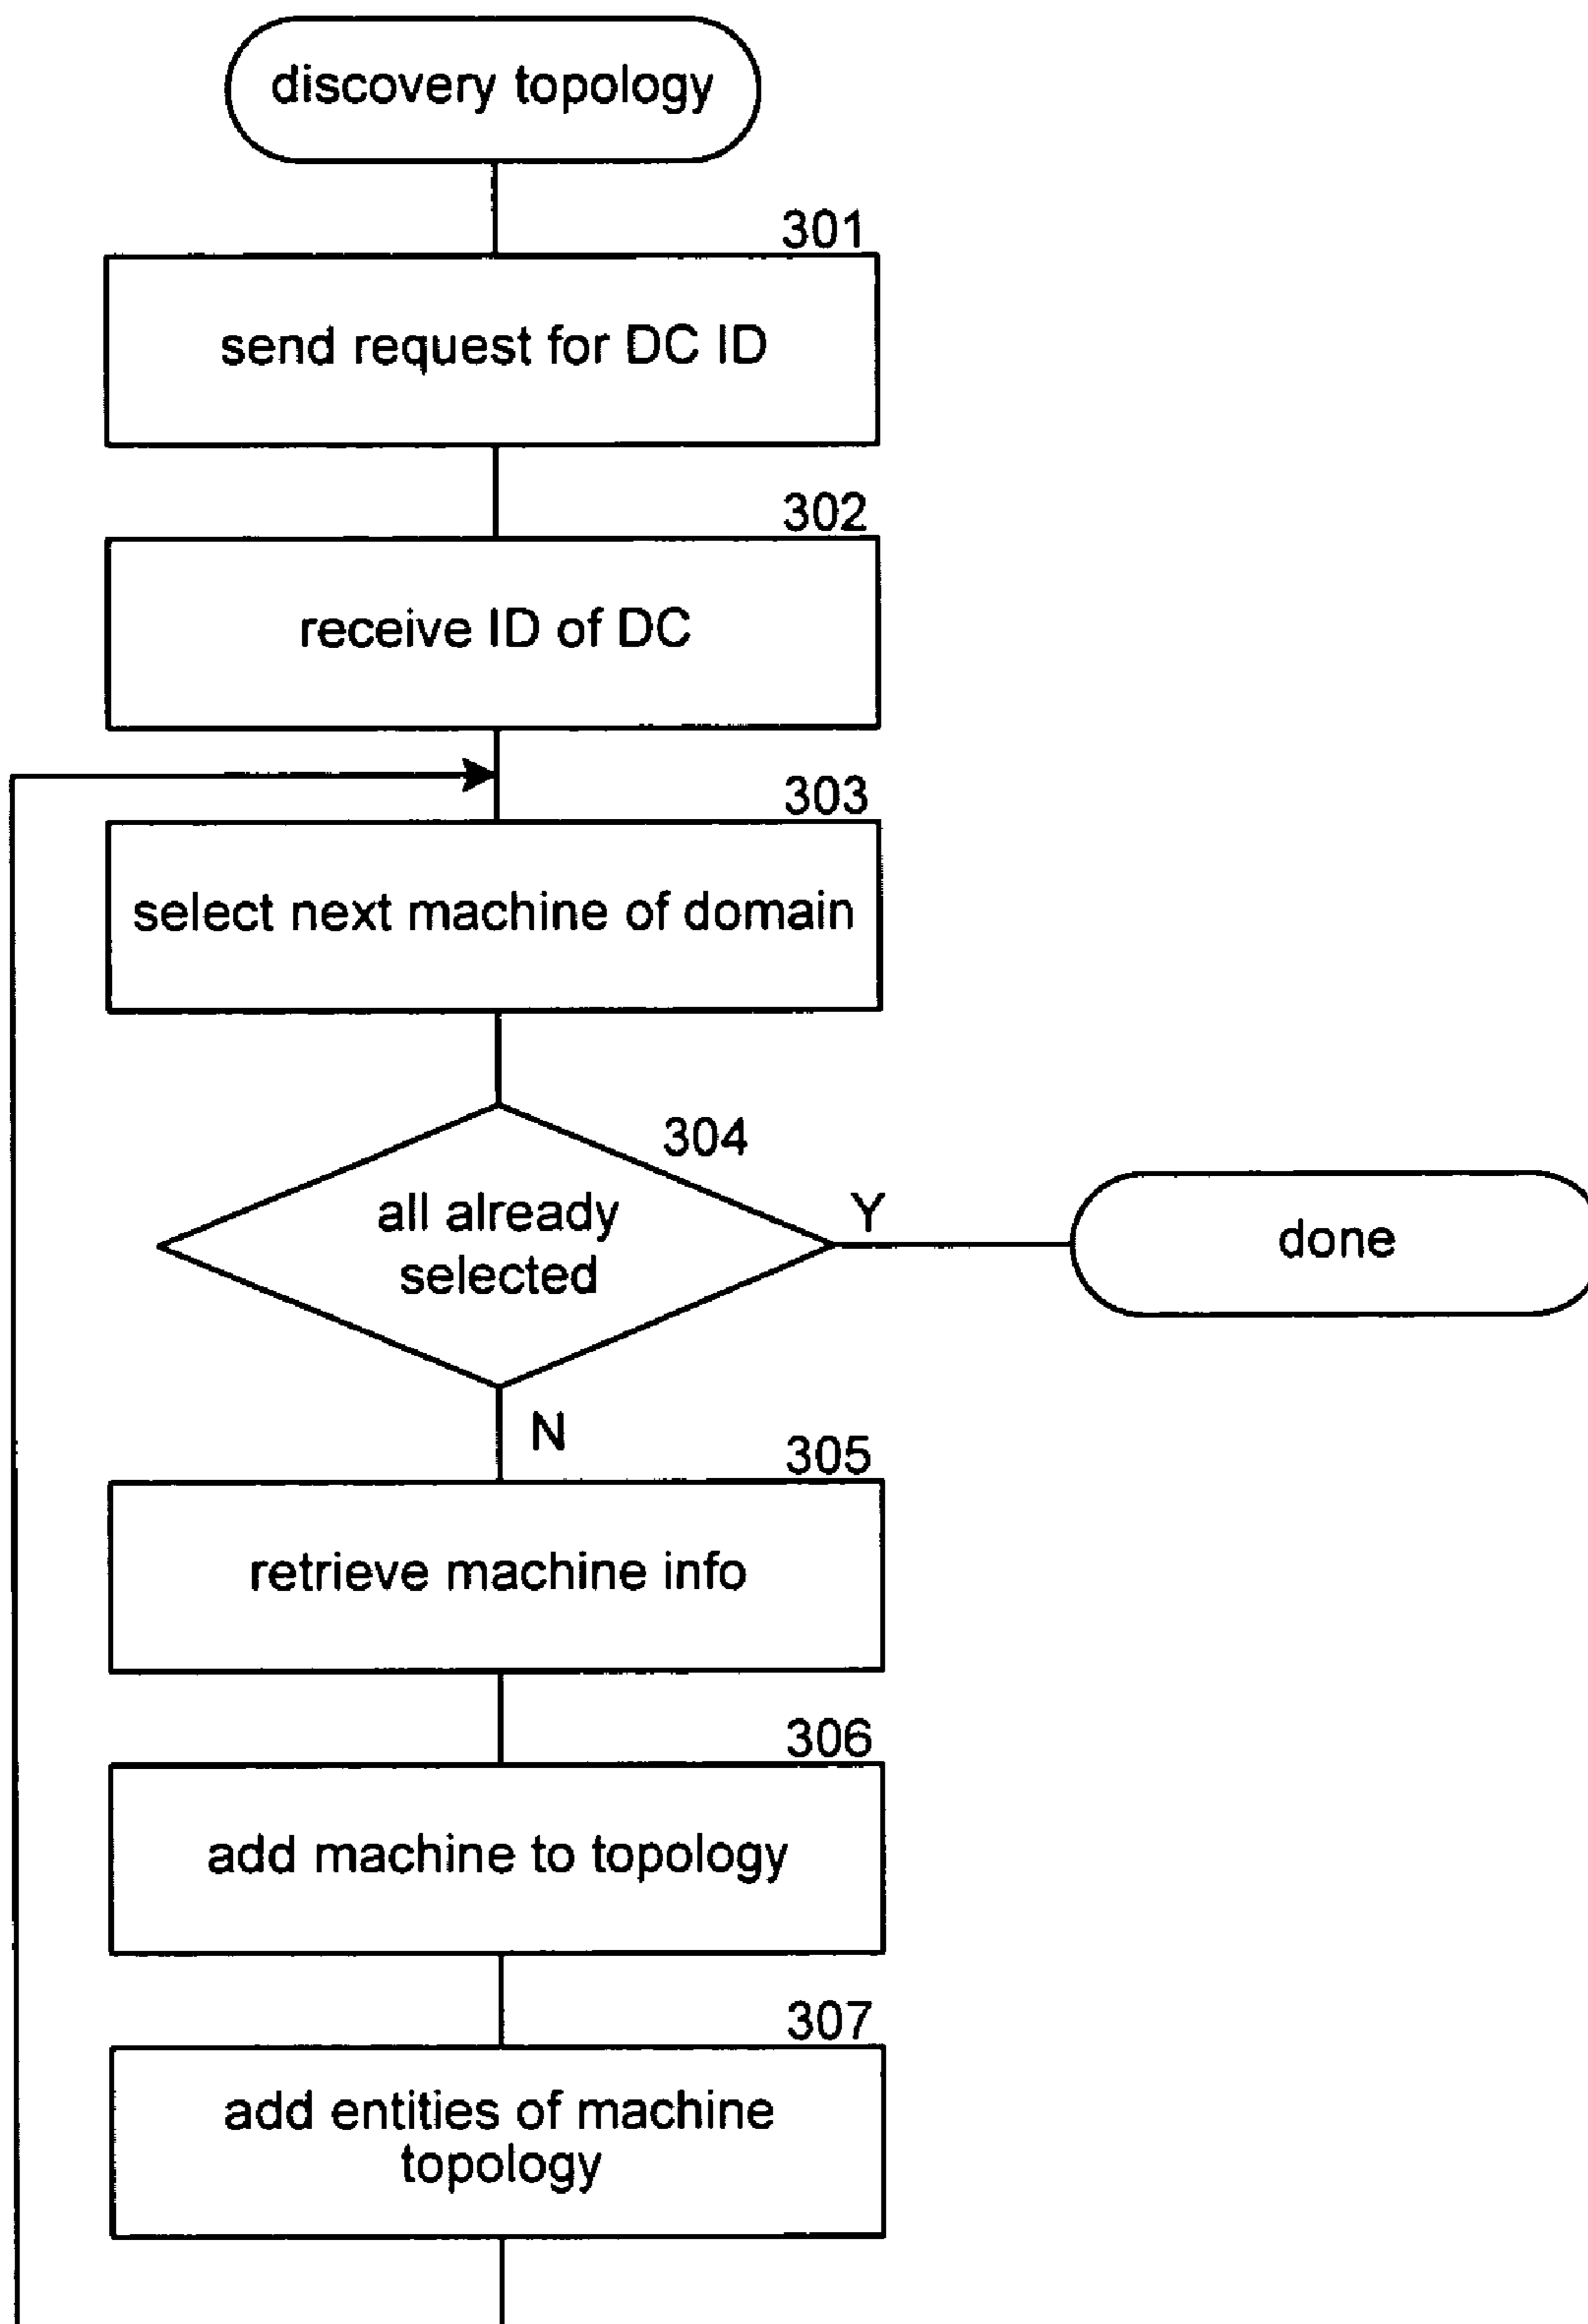 discovery topology
301
send request for DC ID
302
receive ID of DC
303
select next machine of domain
304
all already
selected
Y
done
N
305
retrieve machine info
306
add machine to topology
307
add entities of machine
topology